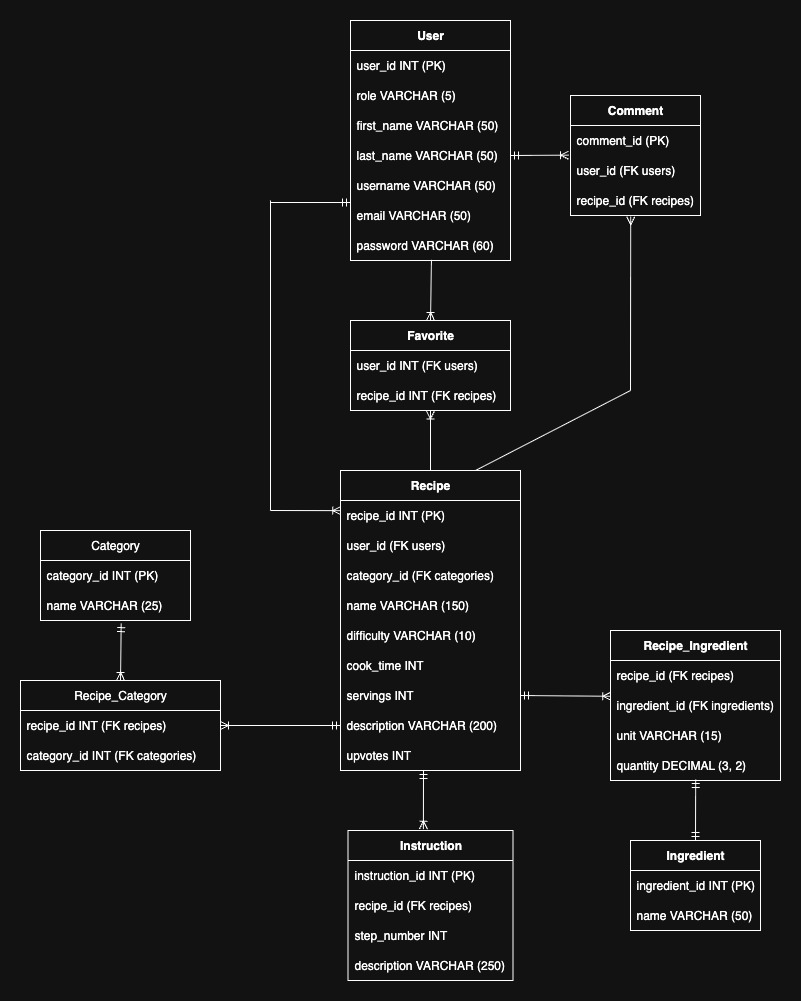 User
user_id INT (PK)
role VARCHAR (5)
first_name VARCHAR (50)
last_name VARCHAR (50)
username VARCHAR (50)
email VARCHAR (50)
password VARCHAR (60)
Comment
comment_id (PK)
user_id (FK users)
recipe_id (FK recipes)
Favorite
user_id INT (FK users)
recipe_id INT (FK recipes)
Recipe
recipe_id INT (PK)
user_id (FK users)
category_id (FK categories)
name VARCHAR (150)
difficulty VARCHAR (10)
cook_time INT
servings INT
description VARCHAR (200)
upvotes INT
Category
category_id INT (PK)
name VARCHAR (25)
Recipe_Category
recipe_id INT (FK recipes)
category_id INT (FK categories)
Recipe_Ingredient
recipe_id (FK recipes)
ingredient_id (FK ingredients)
unit VARCHAR (15)
quantity DECIMAL (3, 2)
Instruction
instruction_id INT (PK)
recipe_id (FK recipes)
step_number INT
description VARCHAR (250)
Ingredient
ingredient_id INT (PK)
name VARCHAR (50)